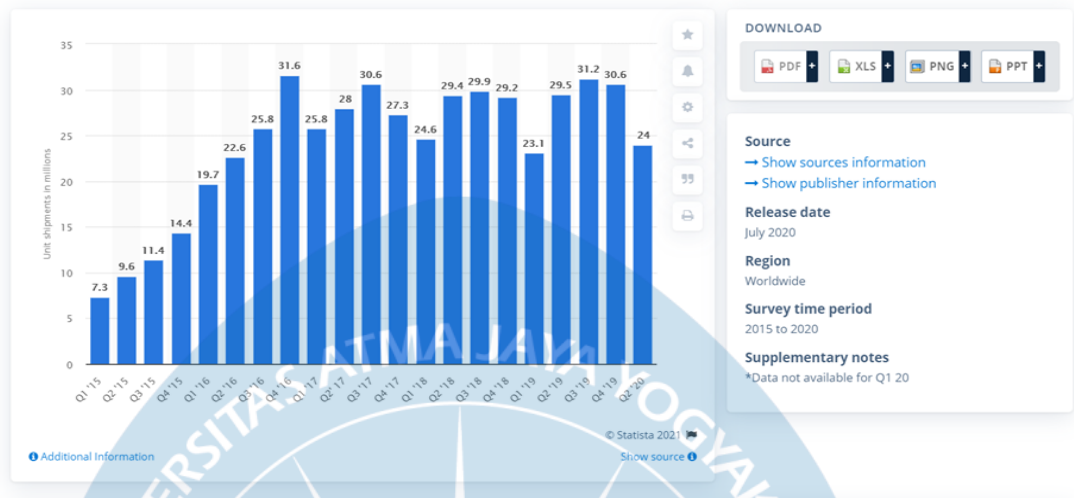 35
30
25
20
15
10
5
0
Unit shipments in millions
7.3
9.6
11.4
14.4
19.7
22.6
25.8
31.6
25.8
28
30.6
27.3
24.6
29.4
29.9
29.2
23.1
29.5
31.2
30.6
24
Q1 '15
Q2 '15
Q3 '15
Q4 '15
Q1 '16
Q2 '16
Q3 '16
Q4 '16
Q1 '17
Q2 '17
Q3 '17
Q4 '17
Q1 '18
Q2 '18
Q3 '18
Q4 '18
Q1 '19
Q2 '19
Q3 '19
Q4 '19
Q2 '20
© Statista 2021
Additional Information
Show source
DOWNLOAD
PDF +
XLS +
PNG +
PPT +
Source
→ Show sources information
→ Show publisher information
Release date
July 2020
Region
Worldwide
Survey time period
2015 to 2020
Supplementary notes
*Data not available for Q1 20
ERSITAS ATMA JAYA YOGYAK